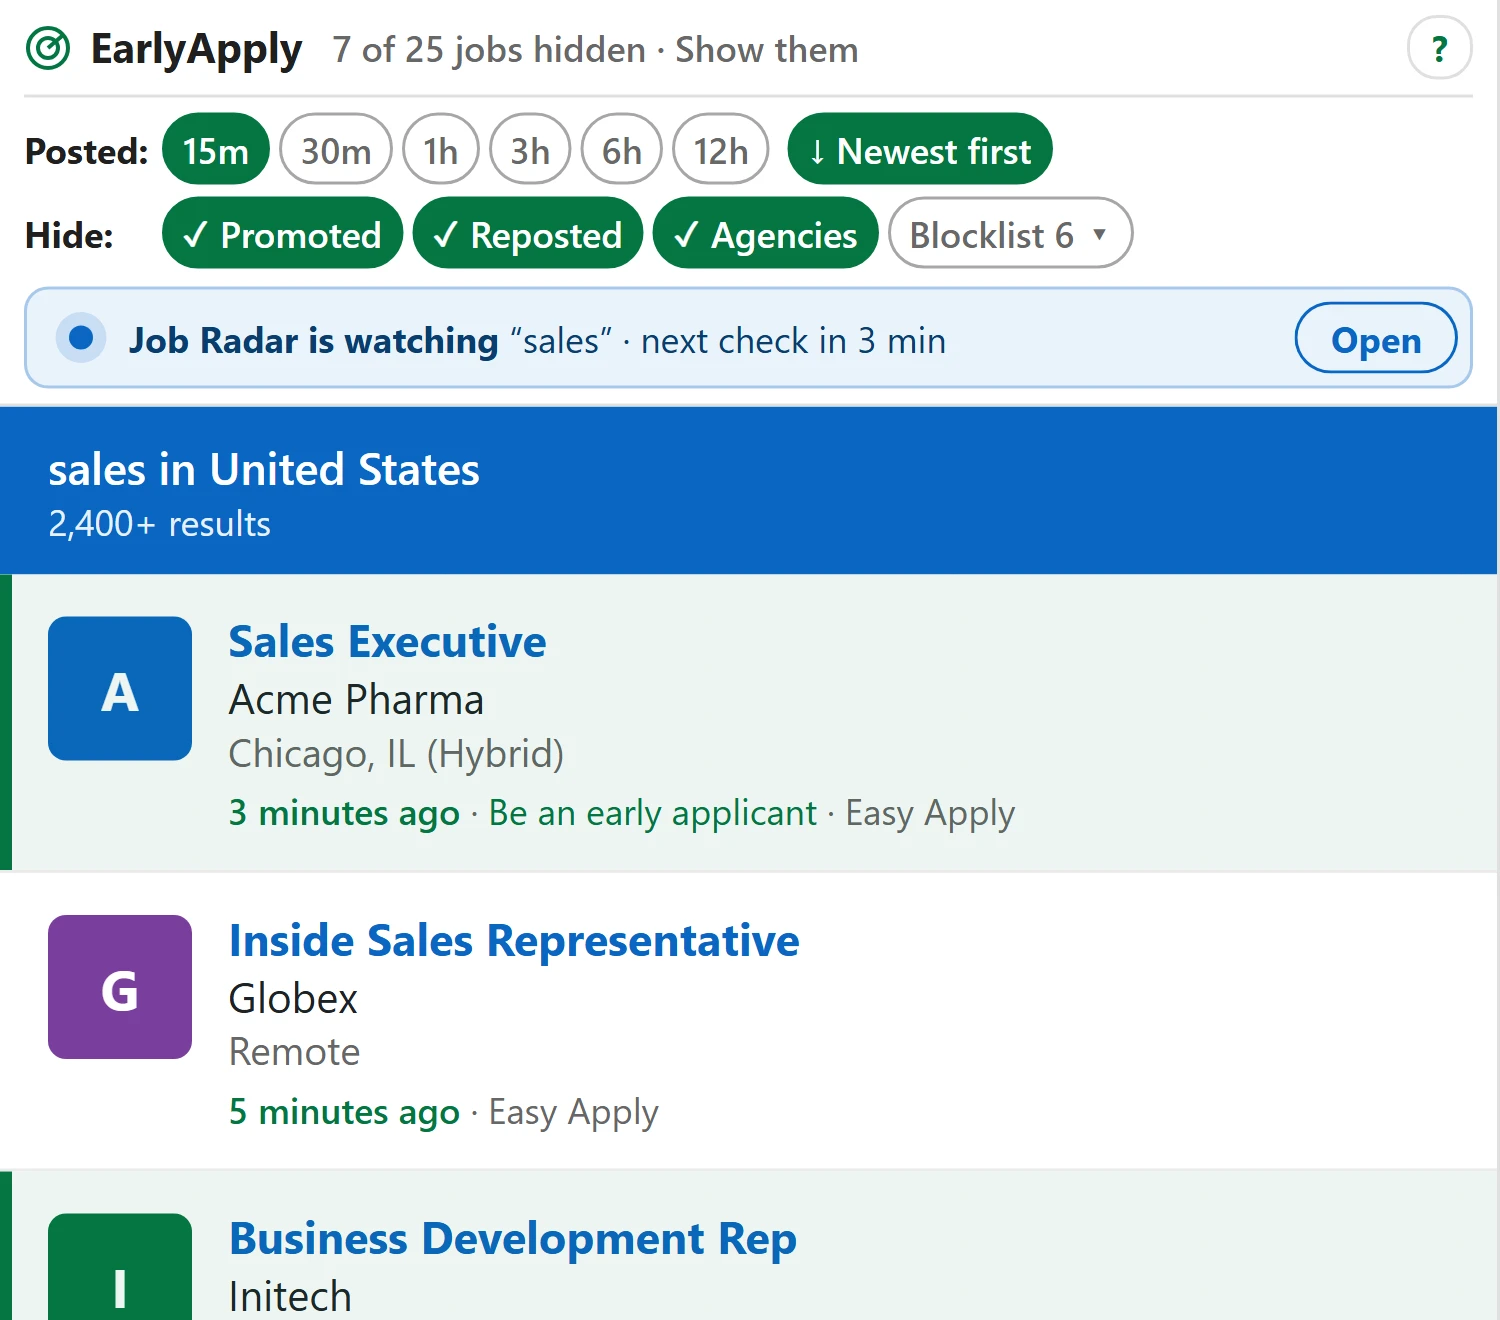 EarlyApply 7 of 25 jobs hidden · Show them ?
Posted: 15m 30m 1h 3h 6h 12h ↓ Newest first
Hide: ✓ Promoted ✓ Reposted ✓ Agencies Blocklist 6 ▼
Job Radar is watching “sales” · next check in 3 min Open
sales in United States
2,400+ results
A
Sales Executive
Acme Pharma
Chicago, IL (Hybrid)
3 minutes ago · Be an early applicant · Easy Apply
G
Inside Sales Representative
Globex
Remote
5 minutes ago · Easy Apply
I
Business Development Rep
Initech